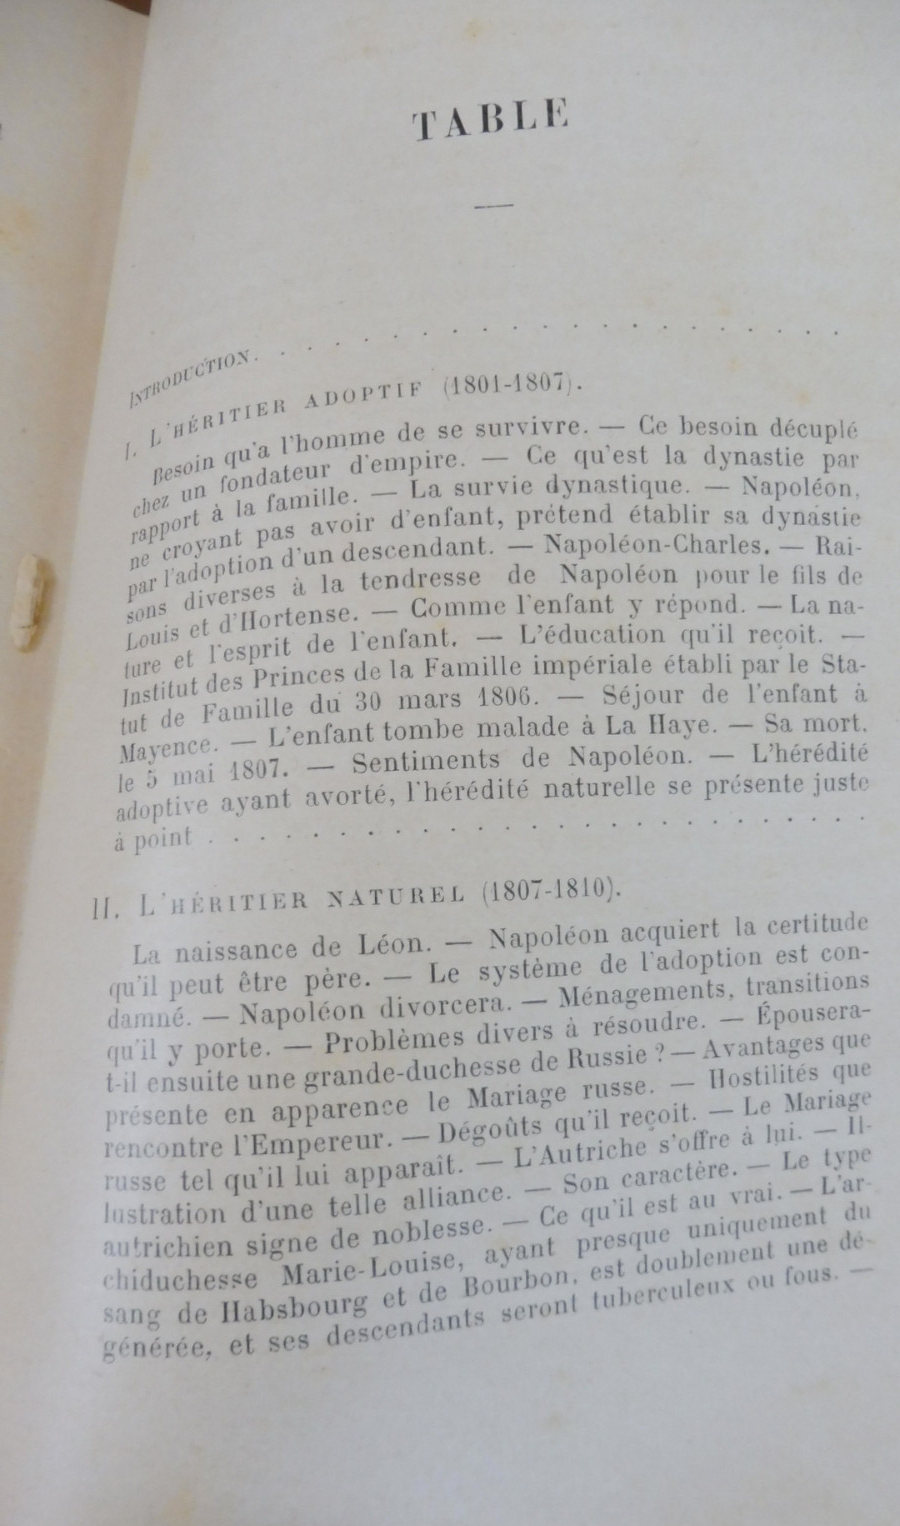 TABLE
INTRODUCTION. . . . . . . . . . . . . . . . . . . . .
I. L'HÉRITIER ADOPTIF (1801-1807).
Besoin qu'a l'homme de se survivre. — Ce besoin décuplé
chez un fondateur d'empire. — Ce qu'est la dynastie par
rapport à la famille. — La survie dynastique. — Napoléon,
ne croyant pas avoir d'enfant, prétend établir sa dynastie
par l'adoption d'un descendant. — Napoléon-Charles. — Rai-
sons diverses à la tendresse de Napoléon pour le fils de
Louis et d'Hortense. — Comme l'enfant y répond. — La na-
ture et l'esprit de l'enfant. — L'éducation qu'il reçoit. —
Institut des Princes de la Famille impériale établi par le Sta-
tut de Famille du 30 mars 1806. — Séjour de l'enfant à
Mayence. — L'enfant tombe malade à La Haye. — Sa mort.
le 5 mai 1807. — Sentiments de Napoléon. — L'hérédité
adoptive ayant avorté, l'hérédité naturelle se présente juste
à point . . . . . . . . . . . . . . . . . . . . . . . .
II. L'HÉRITIER NATUREL (1807-1810).
La naissance de Léon. — Napoléon acquiert la certitude
qu'il peut être père. — Le système de l'adoption est con-
damné. — Napoléon divorcera. — Ménagements, transitions
qu'il y porte. — Problèmes divers à résoudre. — Épousera-
t-il ensuite une grande-duchesse de Russie ? — Avantages que
présente en apparence le Mariage russe. — Hostilités que
rencontre l'Empereur. — Dégoûts qu'il reçoit. — Le Mariage
russe tel qu'il lui apparaît. — L'Autriche s'offre à lui. — Il-
lustration d'une telle alliance. — Son caractère. — Le type
autrichien signe de noblesse. — Ce qu'il est au vrai. — L'ar-
chiduchesse Marie-Louise, ayant presque uniquement du
sang de Habsbourg et de Bourbon, est doublement une dé-
générée, et ses descendants seront tuberculeux ou fous. —